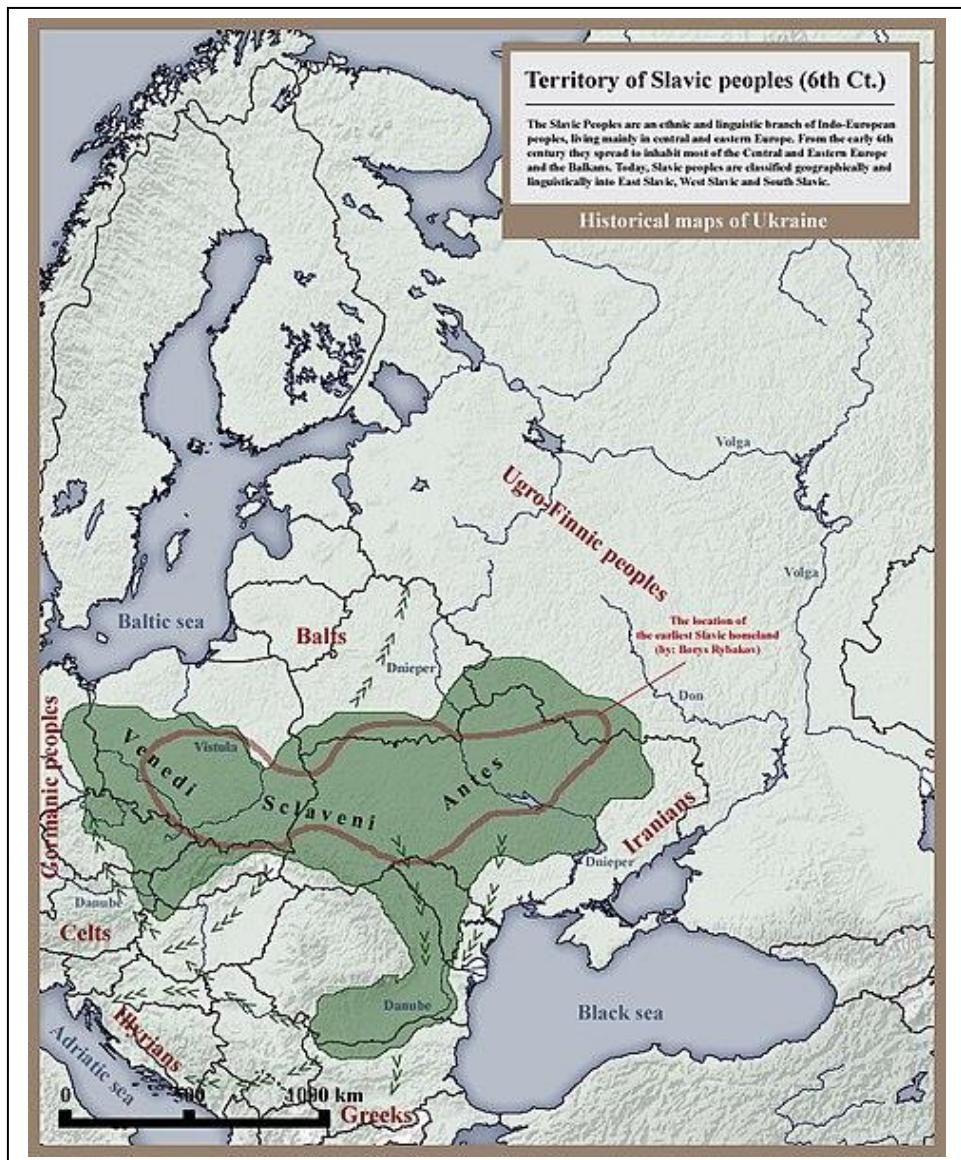 Territory of Slavic peoples (6th Ct.)
The Slavic Peoples are an ethnic and linguistic branch of Indo-European
peoples, living mainly in central and eastern Europe. From the early 6th
century they spread to inhabit most of the Central and Eastern Europe
and the Balkans. Today, Slavic peoples are classified geographically and
linguistically into East Slavic, West Slavic and South Slavic.
Historical maps of Ukraine
Volga
Ugro-Finnic peoples
Volga
Baltic sea
Balts
The location of
the earliest Slavic homeland
(by: Borys Rybakov)
Dnieper
Don
Germanic peoples
Venedi
Vistula
Sclaveni
Antes
Iranians
Dnieper
Danube
Celts
Danube
Black sea
Illyrians
Adriatic sea
0 500 1000 km
Greeks